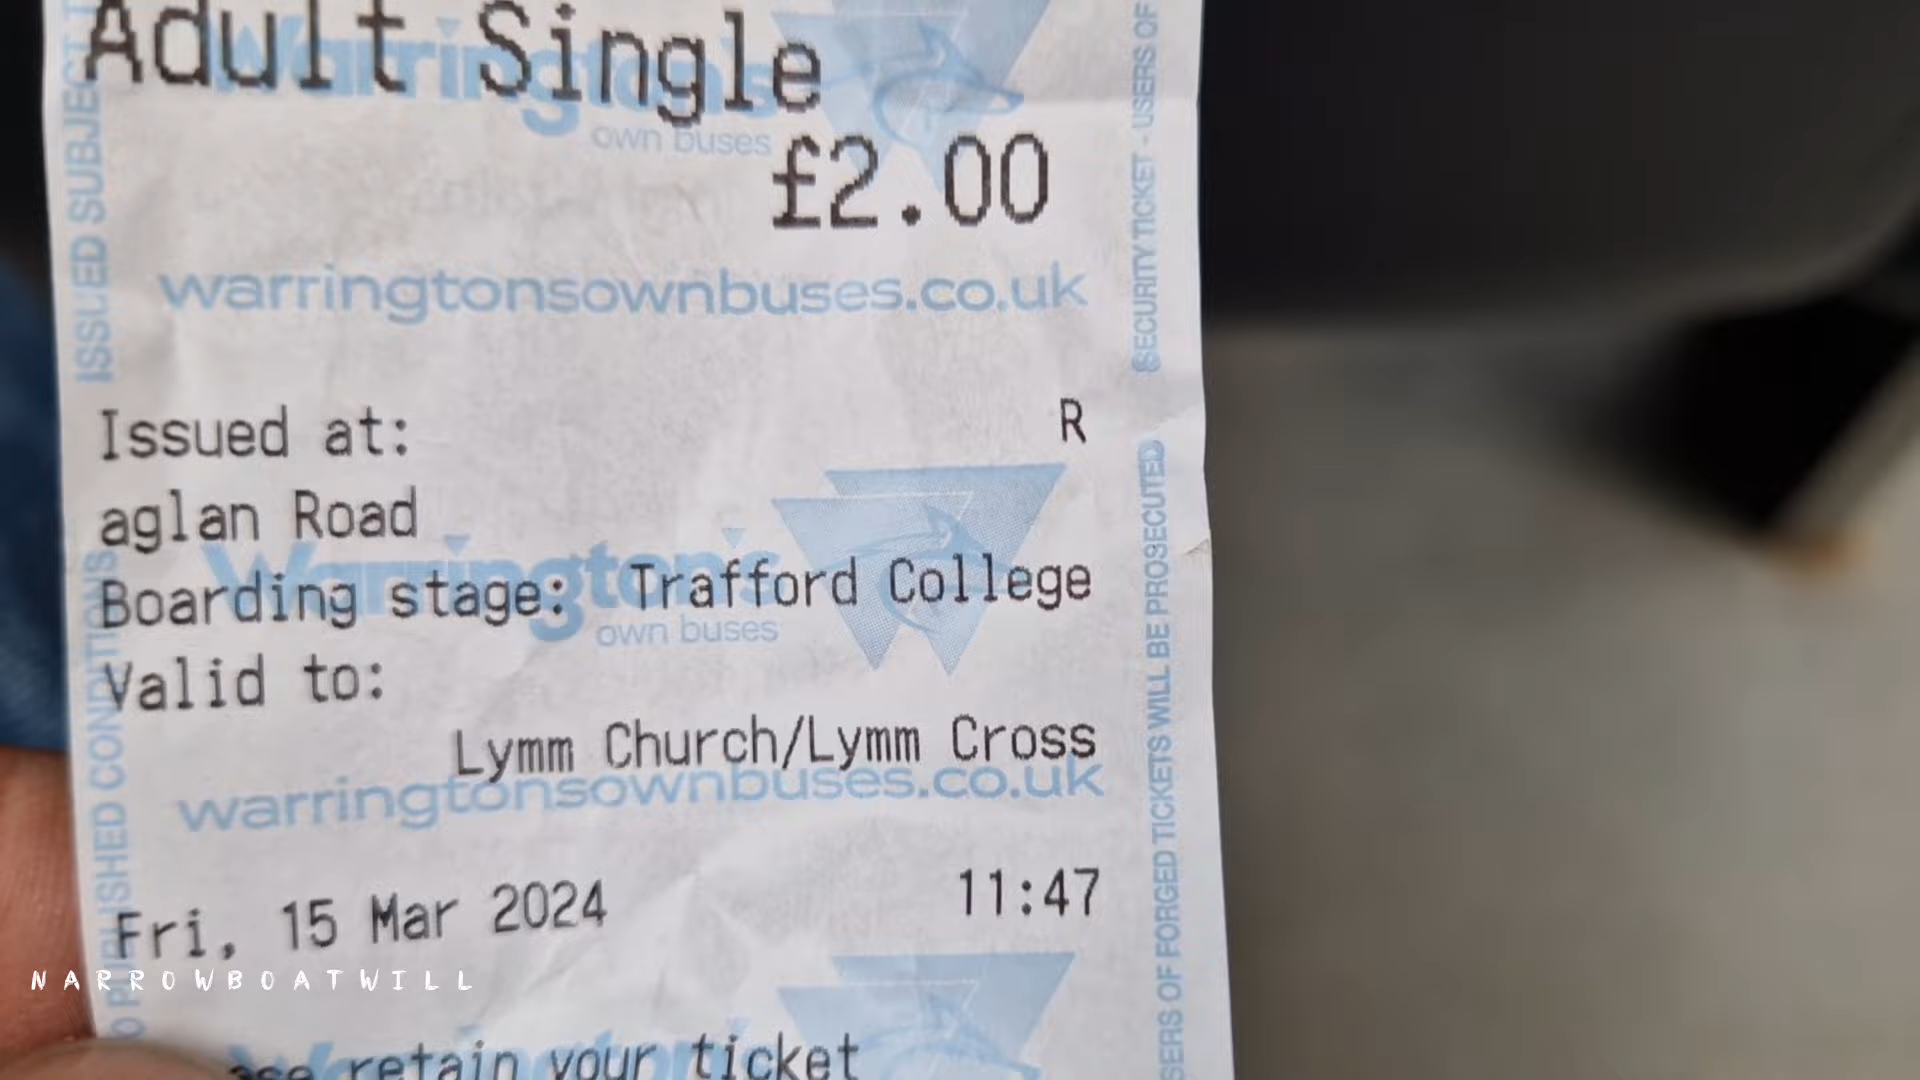 Adult Single
Warrington's
own buses
£2.00
warringtonsownbuses.co.uk
Issued at: R
aglan Road
Warrington's
own buses
Boarding stage: Trafford College
Valid to:
Lymm Church/Lymm Cross
warringtonsownbuses.co.uk
Fri, 15 Mar 2024 11:47
NARROWBOATWILL
retain your ticket
ISSUED SUBJECT
PUBLISHED CONDITIONS
SECURITY TICKET - USERS OF
USERS OF FORGED TICKETS WILL BE PROSECUTED